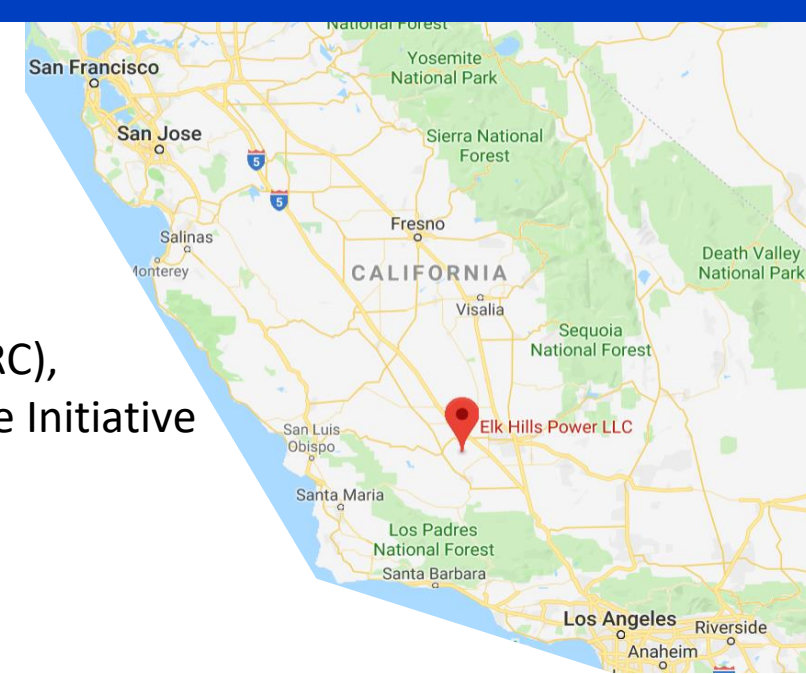 National Forest
Yosemite
National Park
San Francisco
San Jose
Sierra National
Forest
5
5
Fresno
Salinas
Monterey
CALIFORNIA
Death Valley
National Park
Visalia
RC),
Sequoia
National Forest
e Initiative
Elk Hills Power LLC
San Luis
Obispo
Santa Maria
Los Padres
National Forest
Santa Barbara
Los Angeles
Riverside
Anaheim